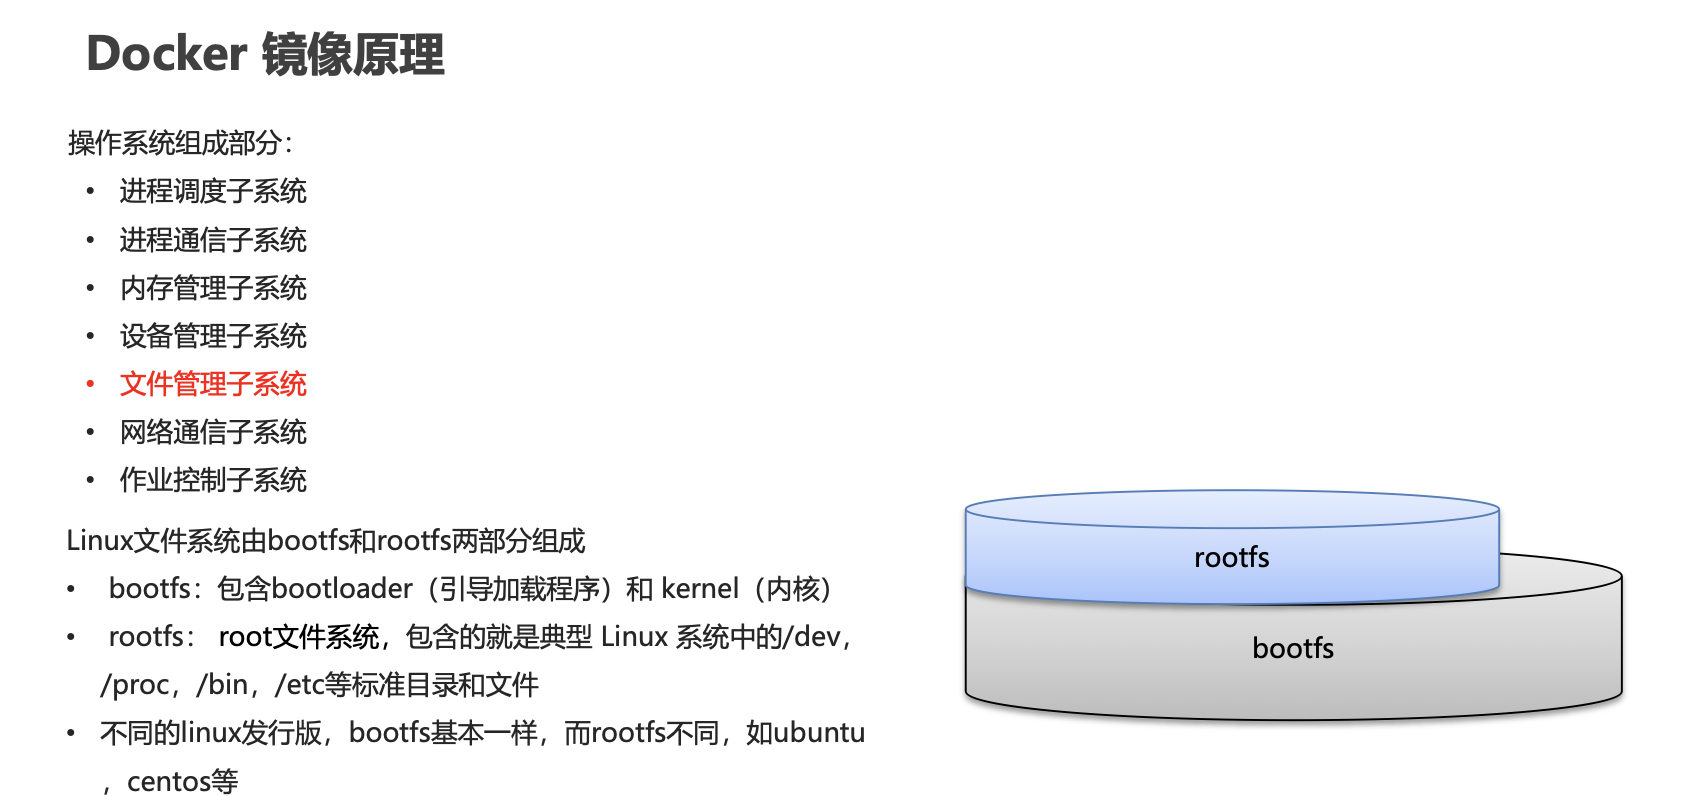 Docker 镜像原理
操作系统组成部分：
• 进程调度子系统
• 进程通信子系统
• 内存管理子系统
• 设备管理子系统
• 文件管理子系统
• 网络通信子系统
• 作业控制子系统
Linux文件系统由bootfs和rootfs两部分组成
• bootfs：包含bootloader（引导加载程序）和 kernel（内核）
• rootfs： root文件系统，包含的就是典型 Linux 系统中的/dev，
/proc，/bin，/etc等标准目录和文件
• 不同的linux发行版，bootfs基本一样，而rootfs不同，如ubuntu
，centos等
rootfs
bootfs